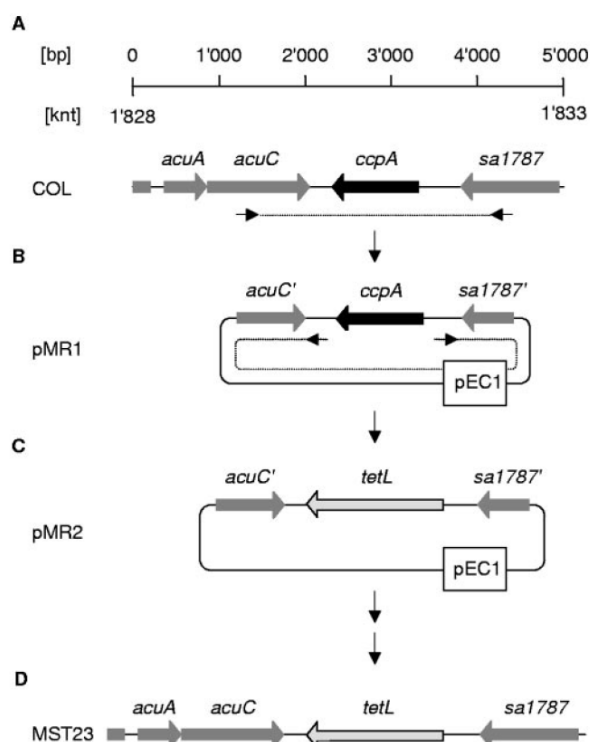 A
[bp] 0 1'000 2'000 3'000 4'000 5'000
[knt] 1'828 1'833
acuA acuC ccpA sa1787
COL
B
acuC' ccpA sa1787'
pMR1
pEC1
C
acuC' tetL sa1787'
pMR2
pEC1
D
acuA acuC tetL sa1787
MST23